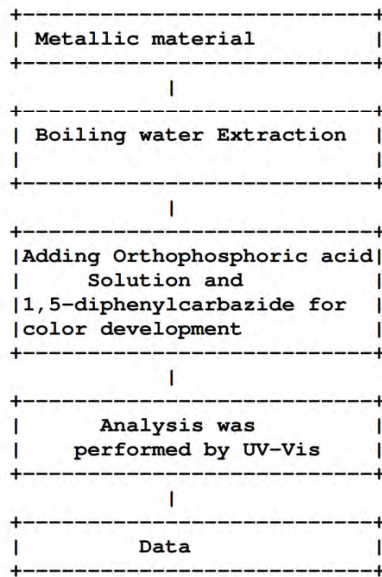 Metallic material
Boiling water Extraction
Adding Orthophosphoric acid
Solution and
1,5-diphenylcarbazide for
color development
Analysis was
performed by UV-Vis
Data